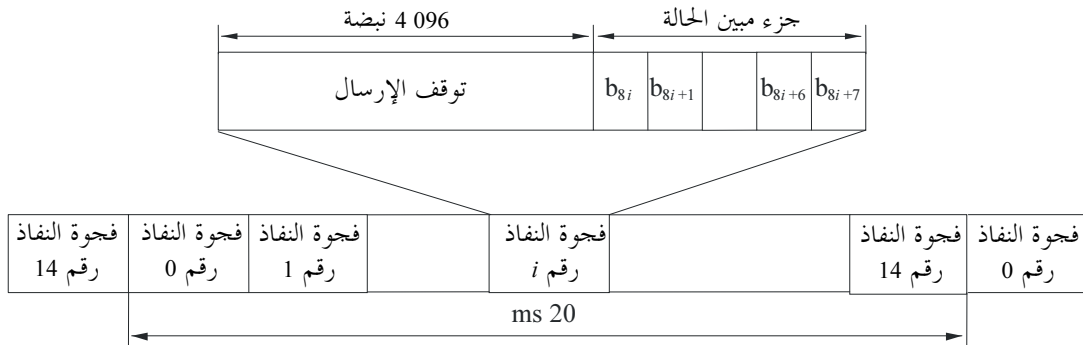 4 096 نبضة
جزء مبين الحالة
توقف الإرسال
b8i
b8i+1
b8i+6
b8i+7
فجوة النفاذ
رقم 14
فجوة النفاذ
رقم 0
فجوة النفاذ
رقم 1
فجوة النفاذ
رقم i
فجوة النفاذ
رقم 14
فجوة النفاذ
رقم 0
ms 20